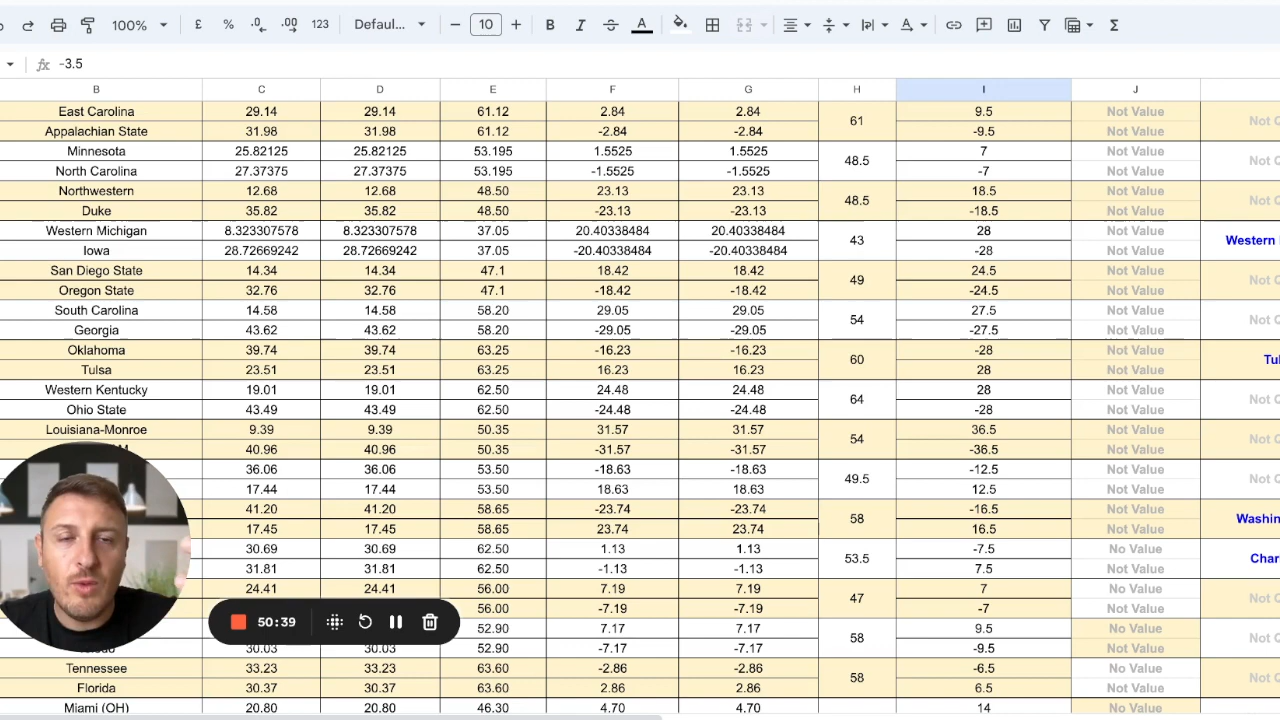 100% £ % .0 .00 123 Defaul... − 10 + B I A Σ
fx -3.5
B C D E F G H I J
East Carolina 29.14 29.14 61.12 2.84 2.84 61 9.5 Not Value
Appalachian State 31.98 31.98 61.12 -2.84 -2.84 -9.5 Not Value Not Q
Minnesota 25.82125 25.82125 53.195 1.5525 1.5525 48.5 7 Not Value
North Carolina 27.37375 27.37375 53.195 -1.5525 -1.5525 -7 Not Value Not Q
Northwestern 12.68 12.68 48.50 23.13 23.13 48.5 18.5 Not Value
Duke 35.82 35.82 48.50 -23.13 -23.13 -18.5 Not Value Not Q
Western Michigan 8.323307578 8.323307578 37.05 20.40338484 20.40338484 43 28 Not Value
Iowa 28.72669242 28.72669242 37.05 -20.40338484 -20.40338484 -28 Not Value Western
San Diego State 14.34 14.34 47.1 18.42 18.42 49 24.5 Not Value
Oregon State 32.76 32.76 47.1 -18.42 -18.42 -24.5 Not Value Not Q
South Carolina 14.58 14.58 58.20 29.05 29.05 54 27.5 Not Value
Georgia 43.62 43.62 58.20 -29.05 -29.05 -27.5 Not Value Not Q
Oklahoma 39.74 39.74 63.25 -16.23 -16.23 60 -28 Not Value
Tulsa 23.51 23.51 63.25 16.23 16.23 28 Not Value Tul
Western Kentucky 19.01 19.01 62.50 24.48 24.48 64 28 Not Value
Ohio State 43.49 43.49 62.50 -24.48 -24.48 -28 Not Value Not Q
Louisiana-Monroe 9.39 9.39 50.35 31.57 31.57 54 36.5 Not Value
40.96 40.96 50.35 -31.57 -31.57 -36.5 Not Value Not Q
36.06 36.06 53.50 -18.63 -18.63 49.5 -12.5 Not Value
17.44 17.44 53.50 18.63 18.63 12.5 Not Value Not Q
41.20 41.20 58.65 -23.74 -23.74 58 -16.5 Not Value
17.45 17.45 58.65 23.74 23.74 16.5 Not Value Washin
30.69 30.69 62.50 1.13 1.13 53.5 -7.5 No Value
31.81 31.81 62.50 -1.13 -1.13 7.5 Not Value Char
24.41 24.41 56.00 7.19 7.19 47 7 Not Value
56.00 -7.19 -7.19 -7 Not Value Not Q
50:39
52.90 7.17 7.17 58 9.5 No Value
30.03 30.03 52.90 -7.17 -7.17 -9.5 No Value Not Q
Tennessee 33.23 33.23 63.60 -2.86 -2.86 58 -6.5 No Value
Florida 30.37 30.37 63.60 2.86 2.86 6.5 Not Value Not Q
Miami (OH) 20.80 20.80 46.30 4.70 4.70 14 No Value